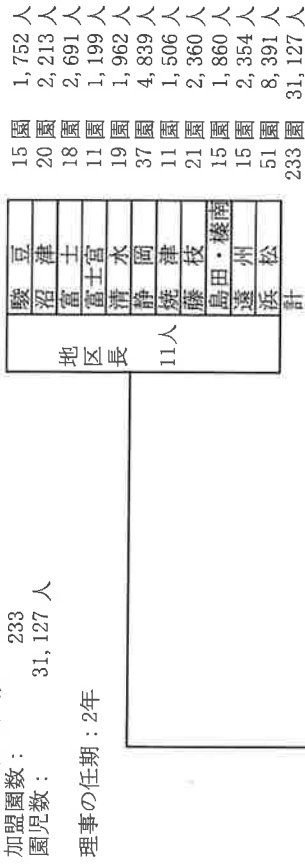 加盟園数： 233
園児数： 31,127 人
理事の任期：2年
地区長 11人
駿豆 15 園 1,752 人
沼津 20 園 2,213 人
富士 18 園 2,691 人
富士宮 11 園 1,199 人
清水 19 園 1,962 人
静岡 37 園 4,839 人
焼津 11 園 1,506 人
藤枝 21 園 2,360 人
島田・榛南 15 園 1,860 人
遠州 15 園 2,354 人
浜松 51 園 8,391 人
計 233 園 31,127 人